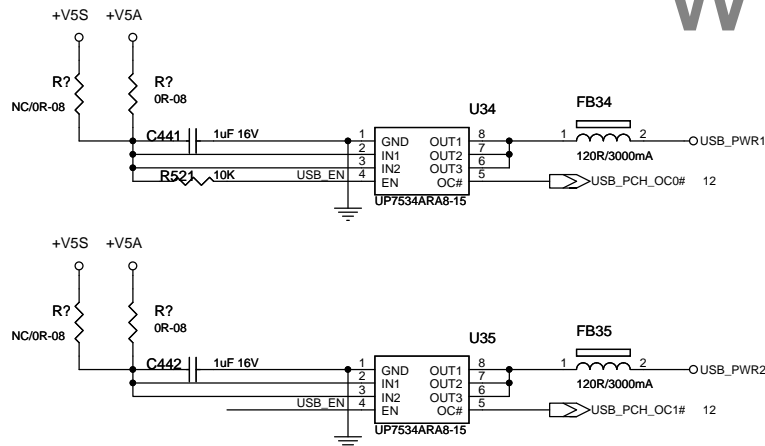 W
+V5S +V5A
R? R?
NC/0R-08 0R-08
U34 FB34
C441 1uF 16V 1 GND OUT1 8 1 2 USB_PWR1
2 IN1 OUT2 7
3 IN2 OUT3 6 120R/3000mA
R521 10K USB_EN 4 EN OC# 5 USB_PCH_OC0# 12
UP7534ARA8-15
+V5S +V5A
R? R?
NC/0R-08 0R-08
U35 FB35
C442 1uF 16V 1 GND OUT1 8 1 2 USB_PWR2
2 IN1 OUT2 7
3 IN2 OUT3 6 120R/3000mA
USB_EN 4 EN OC# 5 USB_PCH_OC1# 12
UP7534ARA8-15